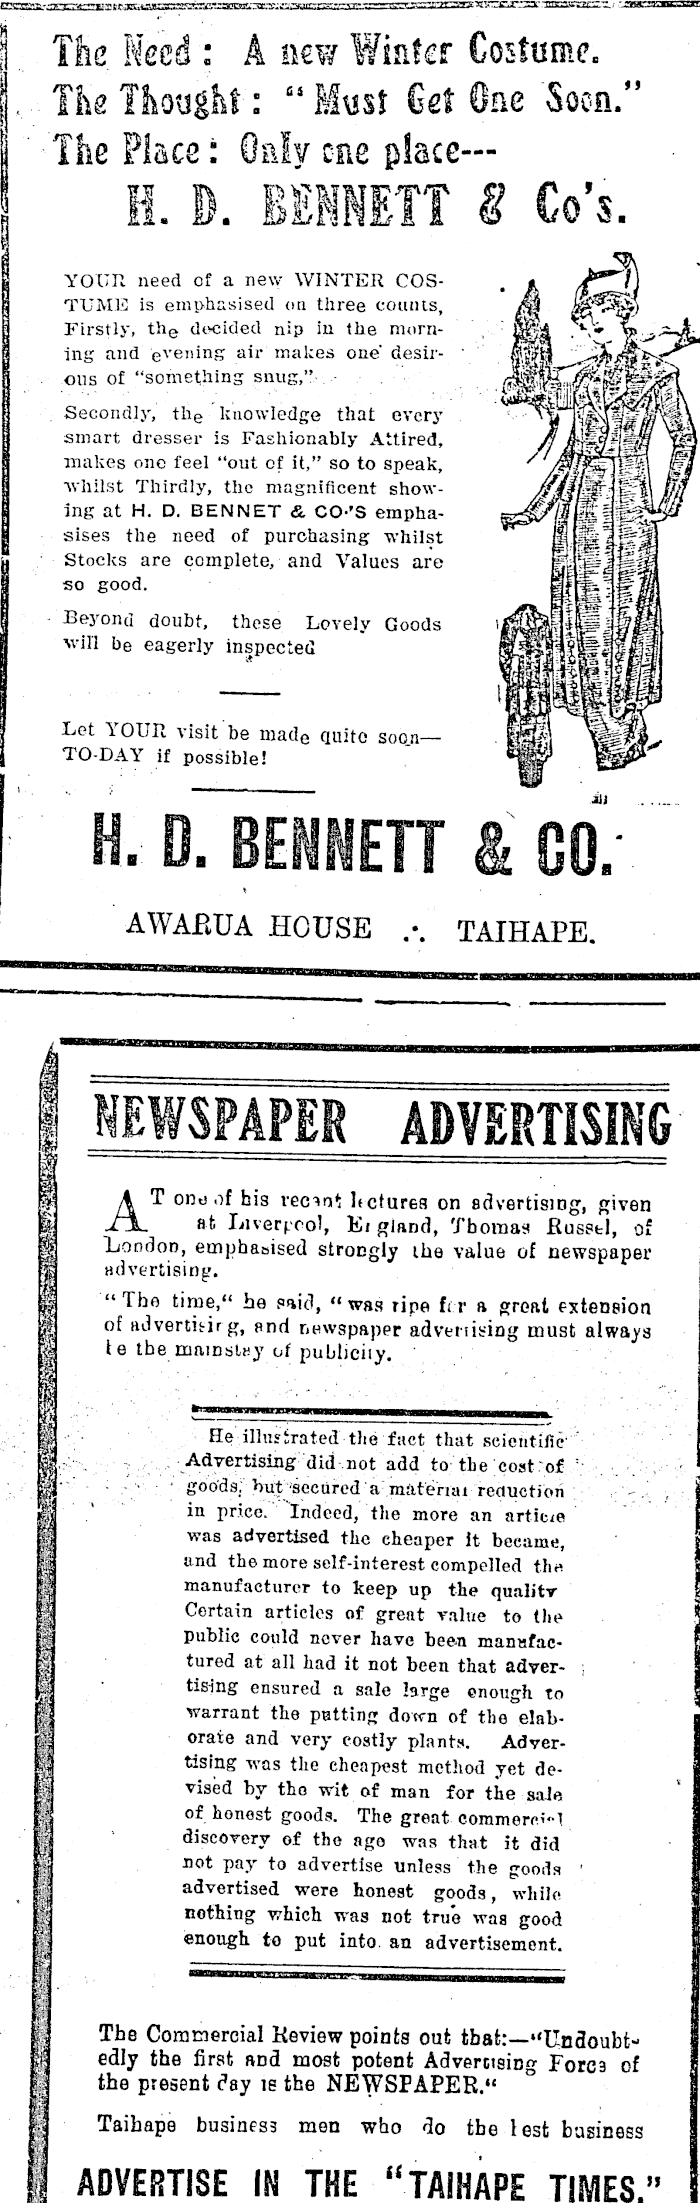 The Need: A new Winter Costume.
The Thought: "Must Get One Soon."
The Place: Only one place---
H. D. BENNETT & Co's.
YOUR need of a new WINTER COS-
TUME is emphasised on three counts,
Firstly, the decided nip in the morn-
ing and evening air makes one desir-
ous of "something snug,"
Secondly, the knowledge that every
smart dresser is Fashionably Attired,
makes one feel "out of it," so to speak,
whilst Thirdly, the magnificent show-
ing at H. D. BENNET & CO.'S empha-
sises the need of purchasing whilst
Stocks are complete, and Values are
so good.
Beyond doubt, these Lovely Goods
will be eagerly inspected
Let YOUR visit be made quite soon—
TO-DAY if possible!
H. D. BENNETT & CO.
AWARUA HOUSE ∴ TAIHAPE.
NEWSPAPER ADVERTISING
AT one of his recent lectures on advertising, given
at Liverpool, England, Thomas Russel, of
London, emphasised strongly the value of newspaper
advertising.
"The time," he said, "was ripe for a great extension
of advertising, and newspaper advertising must always
be the mainstay of publicity.
He illustrated the fact that scientific
Advertising did not add to the cost of
goods, but secured a material reduction
in price. Indeed, the more an article
was advertised the cheaper it became,
and the more self-interest compelled the
manufacturer to keep up the quality
Certain articles of great value to the
public could never have been manufac-
tured at all had it not been that adver-
tising ensured a sale large enough to
warrant the putting down of the elab-
orate and very costly plants. Adver-
tising was the cheapest method yet de-
vised by the wit of man for the sale
of honest goods. The great commercial
discovery of the age was that it did
not pay to advertise unless the goods
advertised were honest goods, while
nothing which was not true was good
enough to put into an advertisement.
The Commercial Review points out that:—"Undoubt-
edly the first and most potent Advertising Force of
the present day is the NEWSPAPER."
Taihape business men who do the best business
ADVERTISE IN THE "TAIHAPE TIMES."